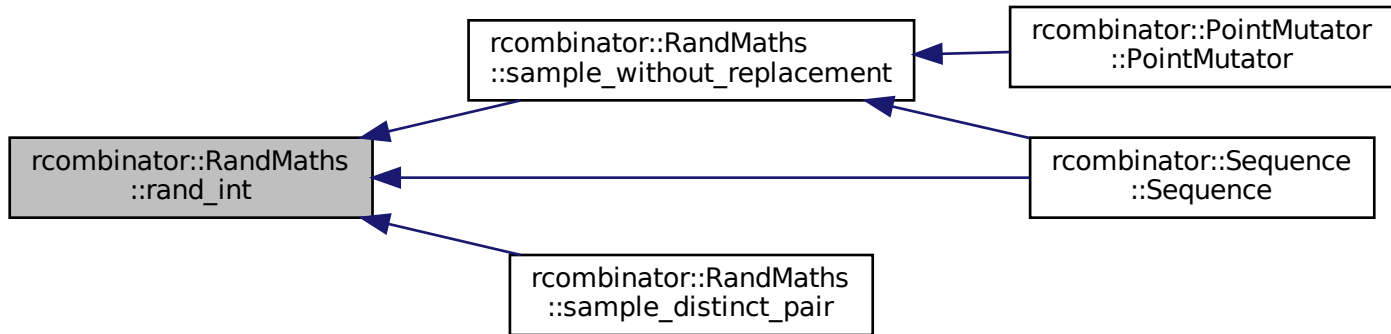 rcombinator::RandMaths
::rand_int
rcombinator::RandMaths
::sample_without_replacement
rcombinator::PointMutator
::PointMutator
rcombinator::Sequence
::Sequence
rcombinator::RandMaths
::sample_distinct_pair